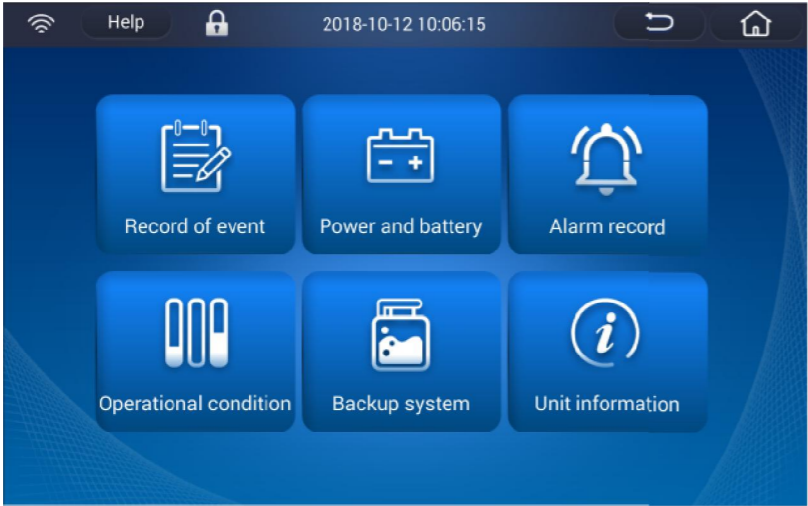 Help
2018-10-12 10:06:15
Record of event
Power and battery
Alarm record
Operational condition
Backup system
Unit information